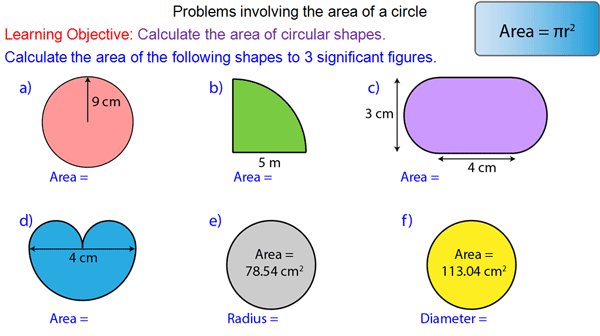 Problems involving the area of a circle
Learning Objective: Calculate the area of circular shapes.
Area = πr²
Calculate the area of the following shapes to 3 significant figures.
a)
9 cm
Area =
b)
5 m
Area =
c)
3 cm
4 cm
Area =
d)
4 cm
Area =
e)
Area =
78.54 cm²
Radius =
f)
Area =
113.04 cm²
Diameter =